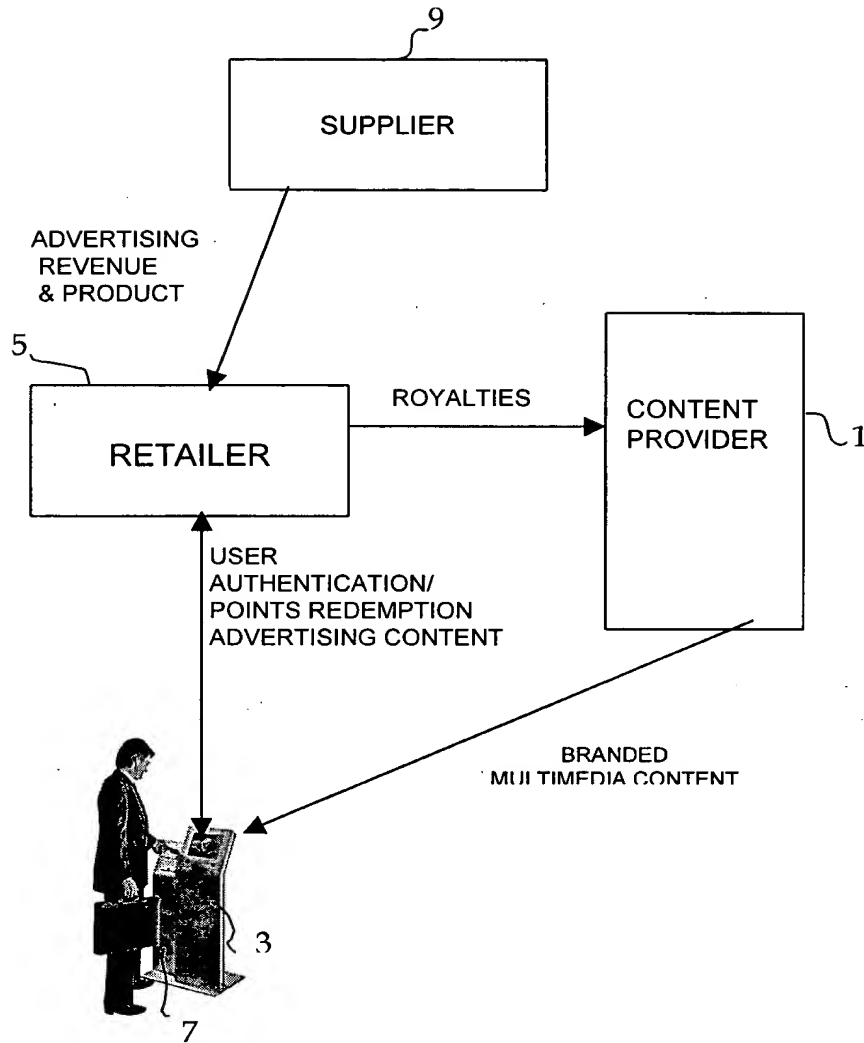 9
SUPPLIER
ADVERTISING
REVENUE
& PRODUCT
5
RETAILER
ROYALTIES
CONTENT
PROVIDER
1
USER
AUTHENTICATION/
POINTS REDEMPTION
ADVERTISING CONTENT
BRANDED
MULTIMEDIA CONTENT
3
7